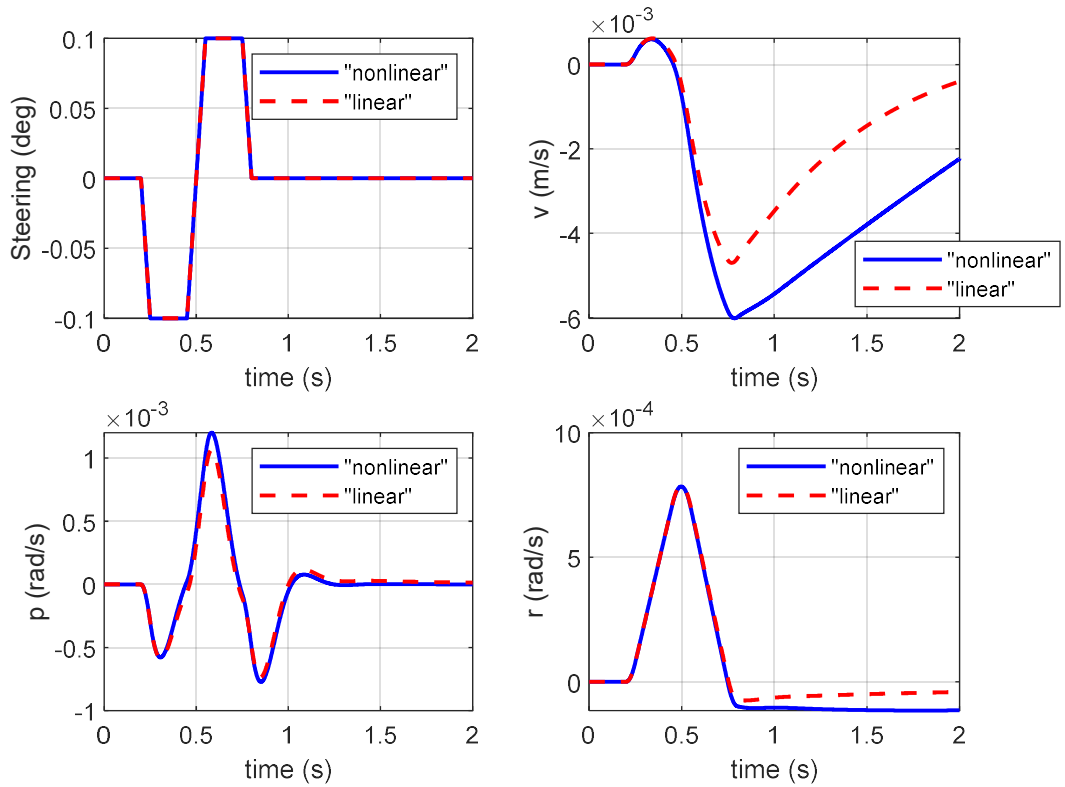 0.1
0.05
0
-0.05
-0.1
Steering (deg)
"nonlinear"
"linear"
0 0.5 1 1.5 2
time (s)
×10⁻³
0
-2
-4
-6
v (m/s)
"nonlinear"
"linear"
0 0.5 1 1.5 2
time (s)
×10⁻³
1
0.5
0
-0.5
-1
p (rad/s)
"nonlinear"
"linear"
0 0.5 1 1.5 2
time (s)
×10⁻⁴
10
5
0
r (rad/s)
"nonlinear"
"linear"
0 0.5 1 1.5 2
time (s)